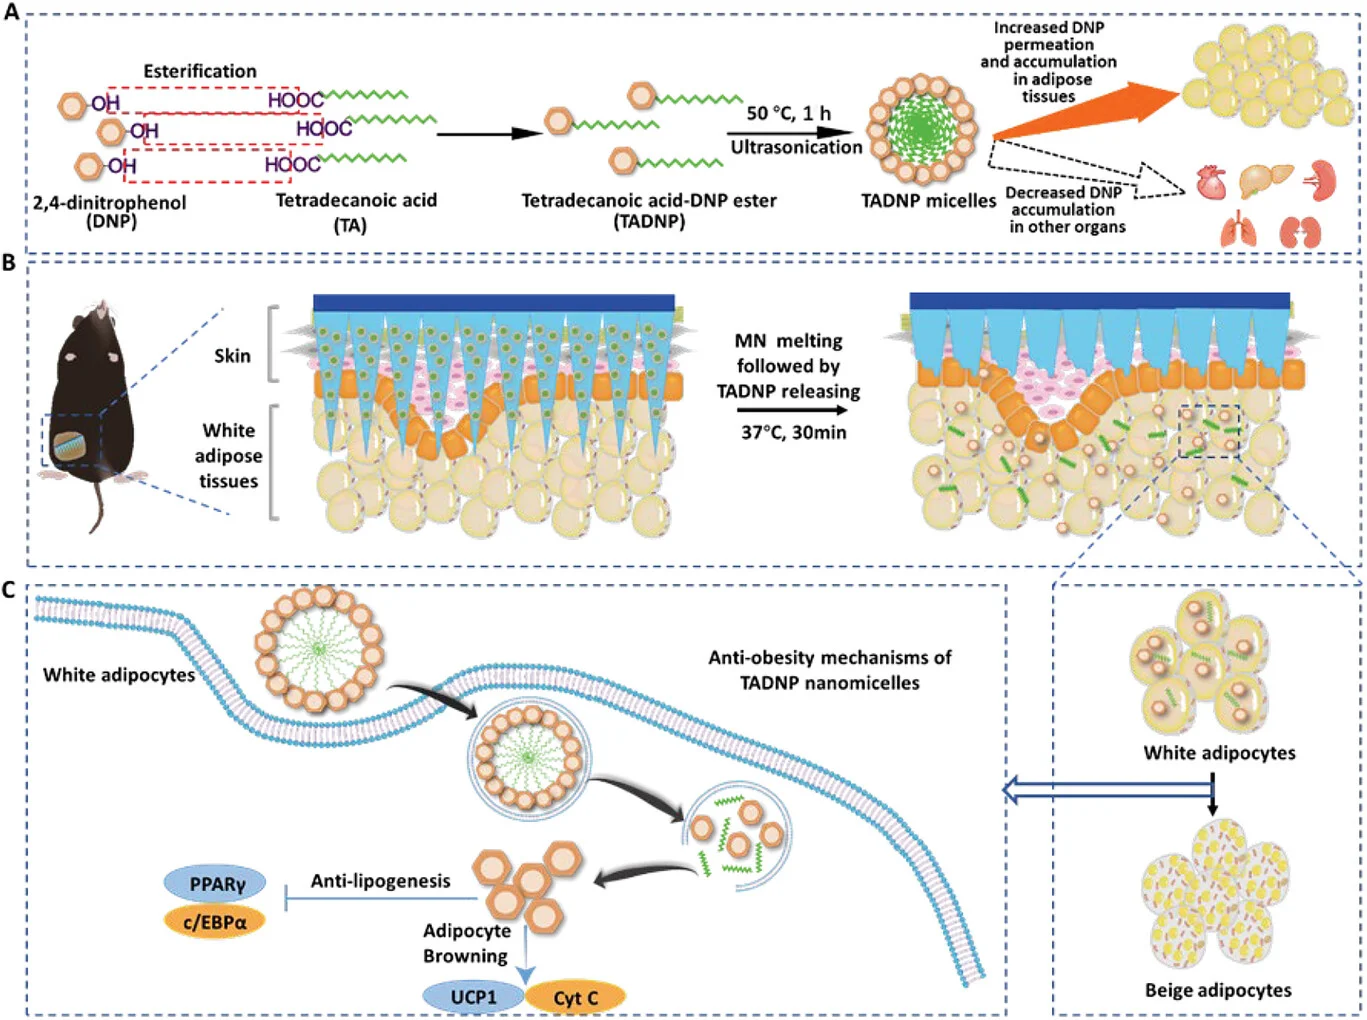 A
Esterification
OH
HOOC
OH
HOOC
OH
HOOC
2,4-dinitrophenol
(DNP)
Tetradecanoic acid
(TA)
Tetradecanoic acid-DNP ester
(TADNP)
50 °C, 1 h
Ultrasonication
TADNP micelles
Increased DNP
permeation
and accumulation
in adipose
tissues
Decreased DNP
accumulation
in other organs
B
Skin
White
adipose
tissues
MN melting
followed by
TADNP releasing
37°C, 30min
C
White adipocytes
Anti-obesity mechanisms of
TADNP nanomicelles
PPARγ
c/EBPα
Anti-lipogenesis
Adipocyte
Browning
UCP1
Cyt C
White adipocytes
Beige adipocytes